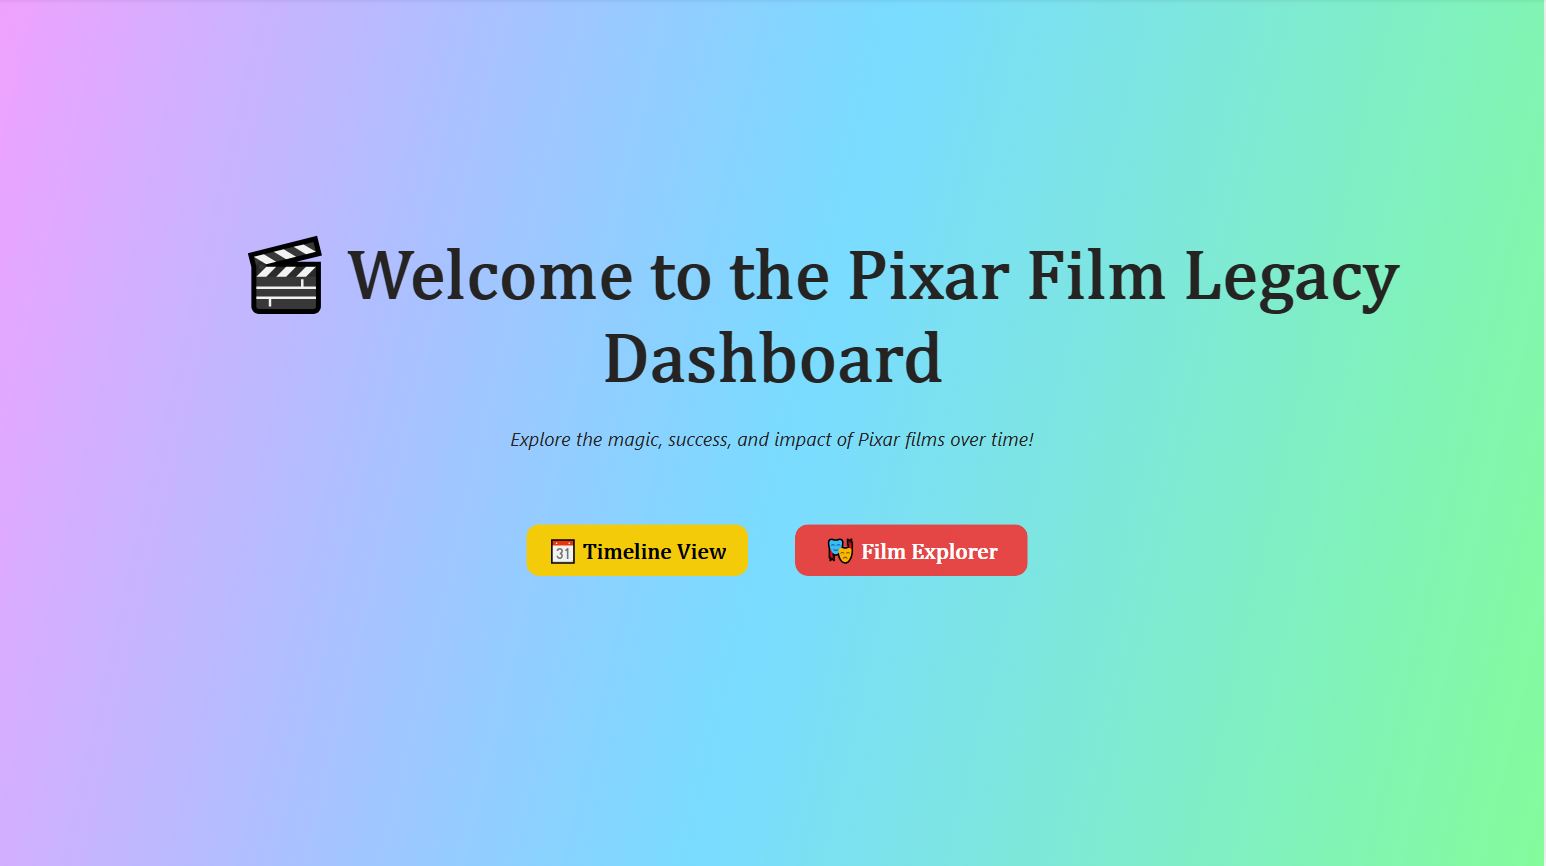 🎬 Welcome to the Pixar Film Legacy
Dashboard
Explore the magic, success, and impact of Pixar films over time!
📅 Timeline View
🎭 Film Explorer